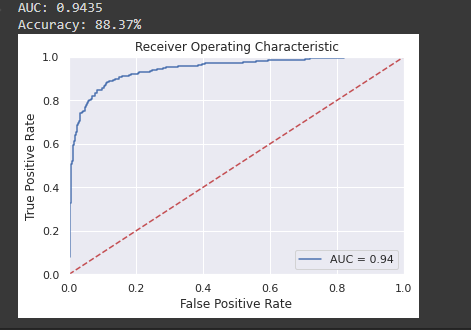 AUC: 0.9435
Accuracy: 88.37%
Receiver Operating Characteristic
1.0
0.8
0.6
0.4
0.2
0.0
True Positive Rate
AUC = 0.94
0.0 0.2 0.4 0.6 0.8 1.0
False Positive Rate